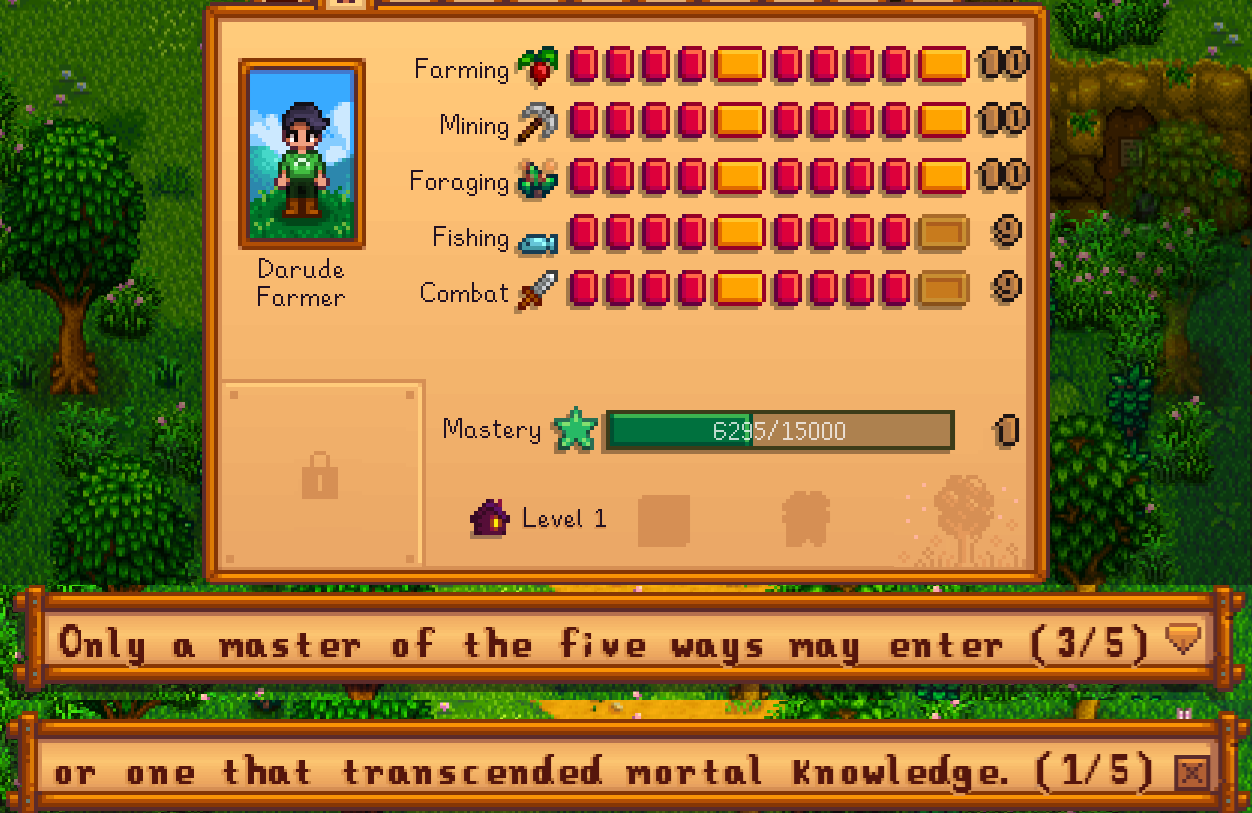 Farming 10
Mining 10
Foraging 10
Fishing 9
Combat 9
Darude
Farmer
Mastery 6295/15000 0
Level 1
Only a master of the five ways may enter (3/5)
or one that transcended mortal knowledge. (1/5)